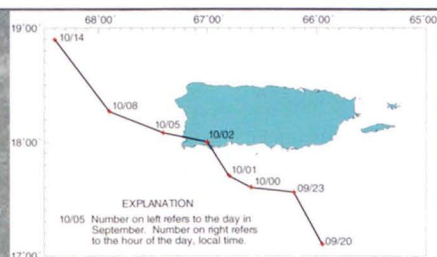 68°00' 67°00' 66°00' 65°00'
19°00'
10/14
10/08
10/05
10/02
18°00'
10/01
10/00
09/23
EXPLANATION
10/05 Number on left refers to the day in
September. Number on right refers
to the hour of the day, local time.
09/20
17°00'